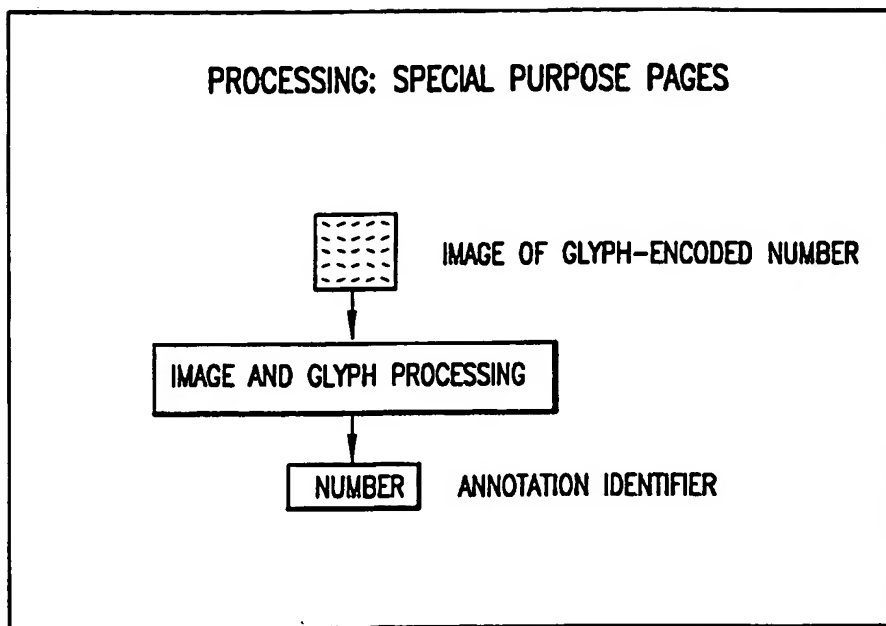 PROCESSING: SPECIAL PURPOSE PAGES
IMAGE OF GLYPH-ENCODED NUMBER
IMAGE AND GLYPH PROCESSING
NUMBER ANNOTATION IDENTIFIER